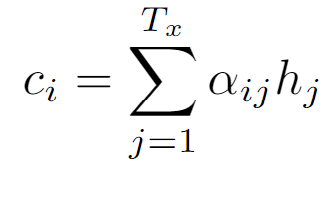 c_i = \sum_{j=1}^{T_x} \alpha_{ij} h_j